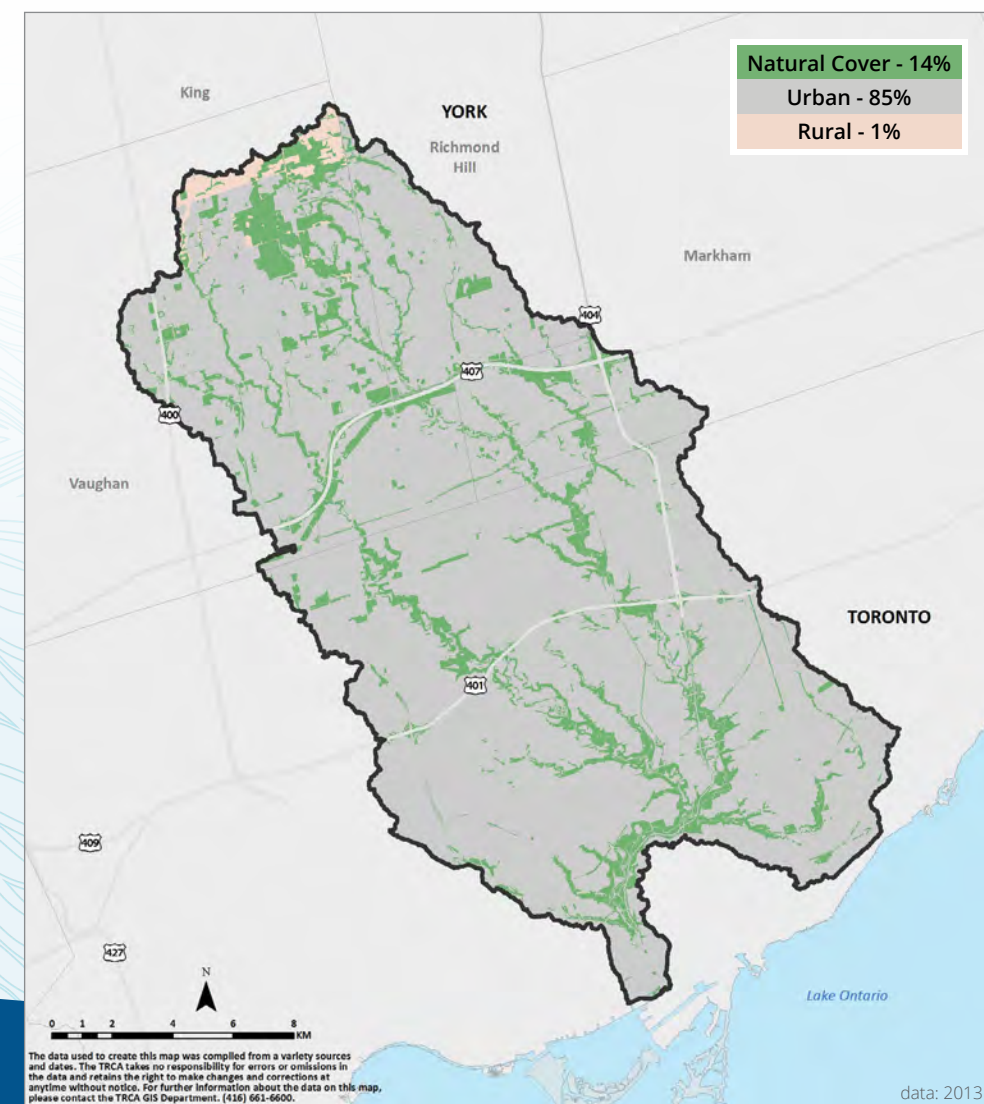 Natural Cover - 14%
Urban - 85%
Rural - 1%
King
YORK
Richmond
Hill
Markham
404
407
400
Vaughan
TORONTO
401
409
427
N
Lake Ontario
0 1 2 4 6 8
KM
The data used to create this map was compiled from a variety sources
and dates. The TRCA takes no responsibility for errors or omissions in
the data and retains the right to make changes and corrections at
anytime without notice. For further information about the data on this map,
please contact the TRCA GIS Department. (416) 661-6600.
data: 2013